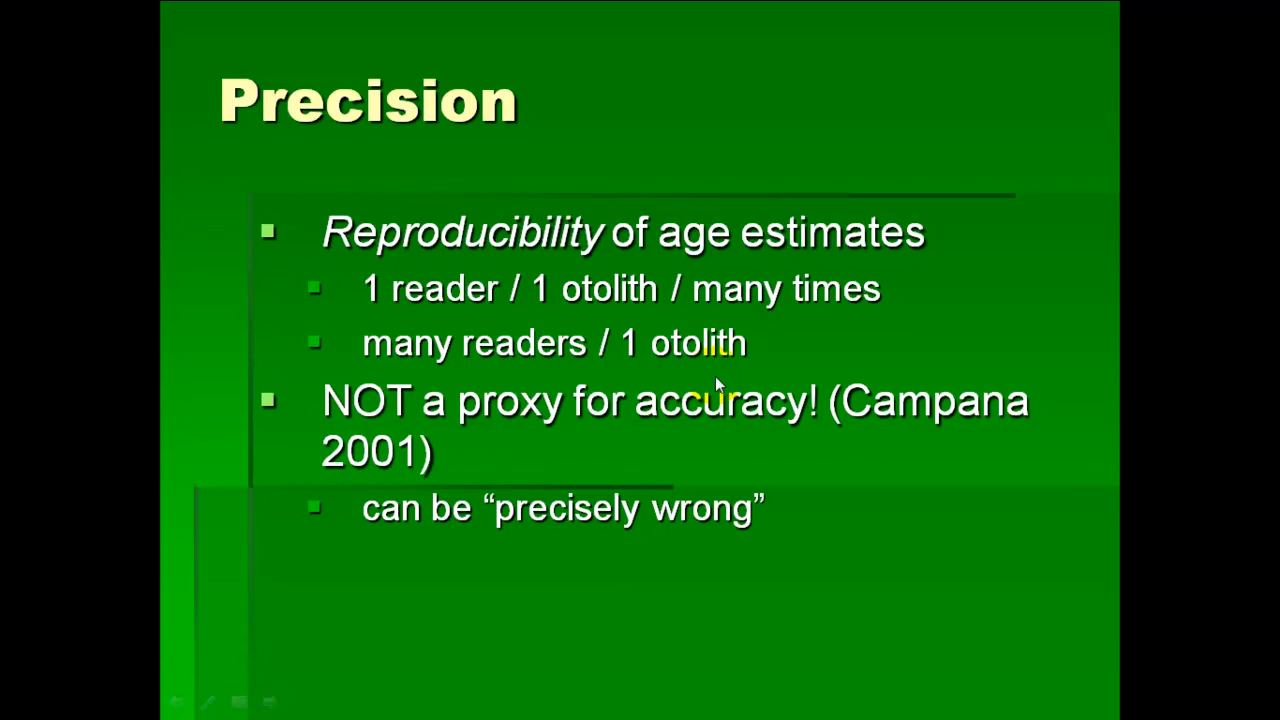 Precision
Reproducibility of age estimates
1 reader / 1 otolith / many times
many readers / 1 otolith
NOT a proxy for accuracy! (Campana
2001)
can be “precisely wrong”